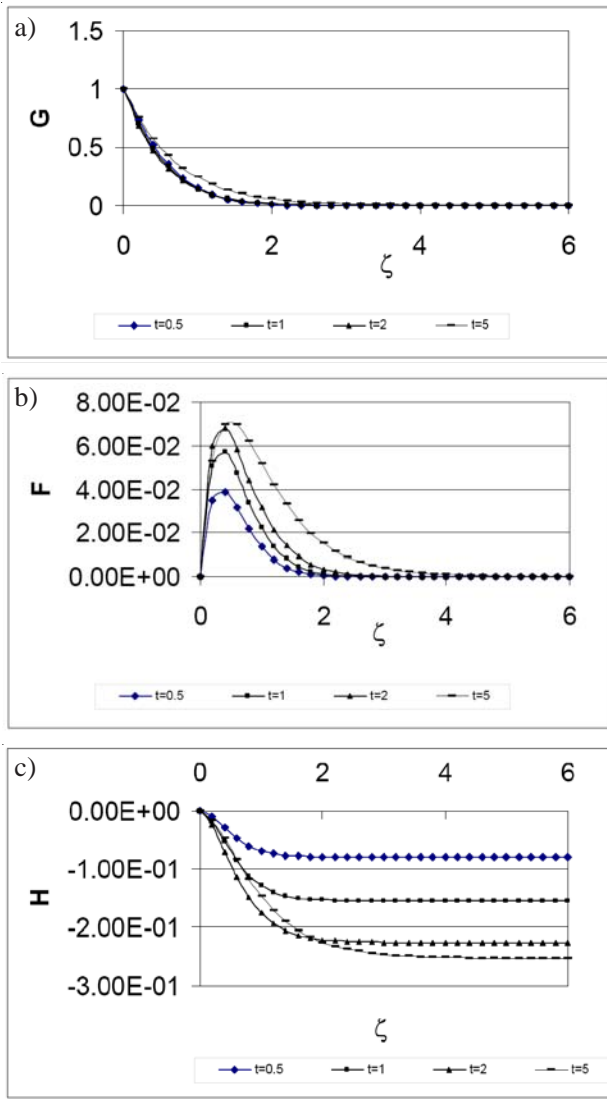 a)
1.5
1
0.5
0
G
0 2 4 6
ζ
t=0.5 t=1 t=2 t=5
b)
8.00E-02
6.00E-02
4.00E-02
2.00E-02
0.00E+00
F
0 2 4 6
ζ
t=0.5 t=1 t=2 t=5
c)
0 2 4 6
0.00E+00
-1.00E-01
-2.00E-01
-3.00E-01
H
ζ
t=0.5 t=1 t=2 t=5